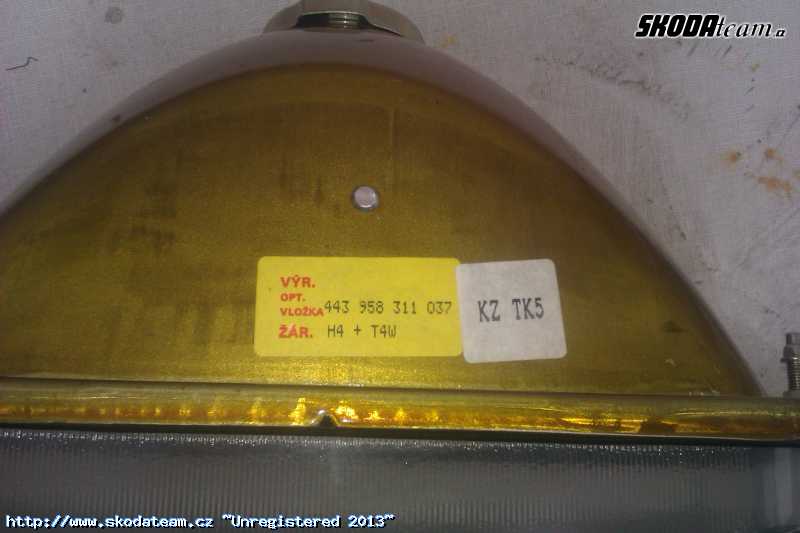 SKODAteam.cz
VÝR.
OPT.
VLOŽKA 443 958 311 037
ŽÁR. H4 + T4W
KZ TK5
http://www.skodateam.cz "Unregistered 2013"